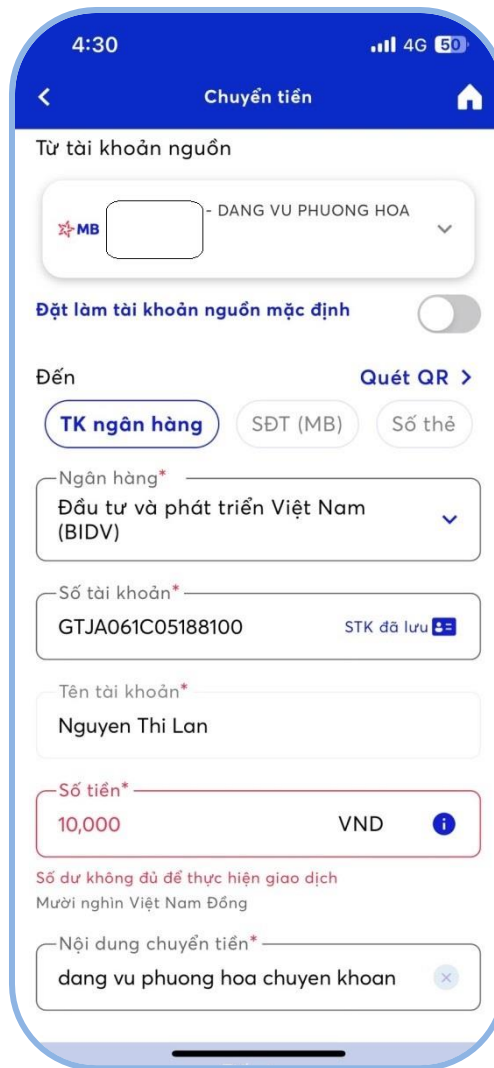 4:30
4G 50
Chuyển tiền
Từ tài khoản nguồn
MB - DANG VU PHUONG HOA
Đặt làm tài khoản nguồn mặc định
Đến Quét QR >
TK ngân hàng SĐT (MB) Số thẻ
Ngân hàng*
Đầu tư và phát triển Việt Nam
(BIDV)
Số tài khoản*
GTJA061C05188100 STK đã lưu
Tên tài khoản*
Nguyen Thi Lan
Số tiền*
10,000 VND
Số dư không đủ để thực hiện giao dịch
Mười nghìn Việt Nam Đồng
Nội dung chuyển tiền*
dang vu phuong hoa chuyen khoan